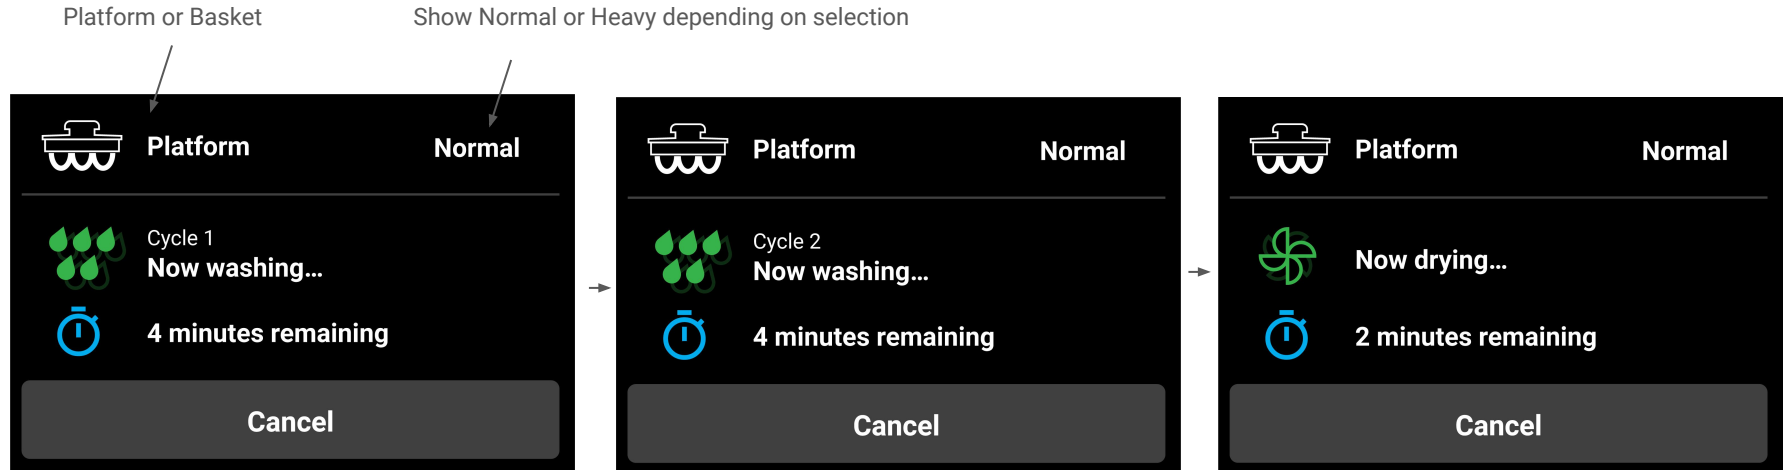 Platform or Basket
Show Normal or Heavy depending on selection
Platform
Normal
Cycle 1
Now washing...
4 minutes remaining
Cancel
Platform
Normal
Cycle 2
Now washing...
4 minutes remaining
Cancel
Platform
Normal
Now drying...
2 minutes remaining
Cancel